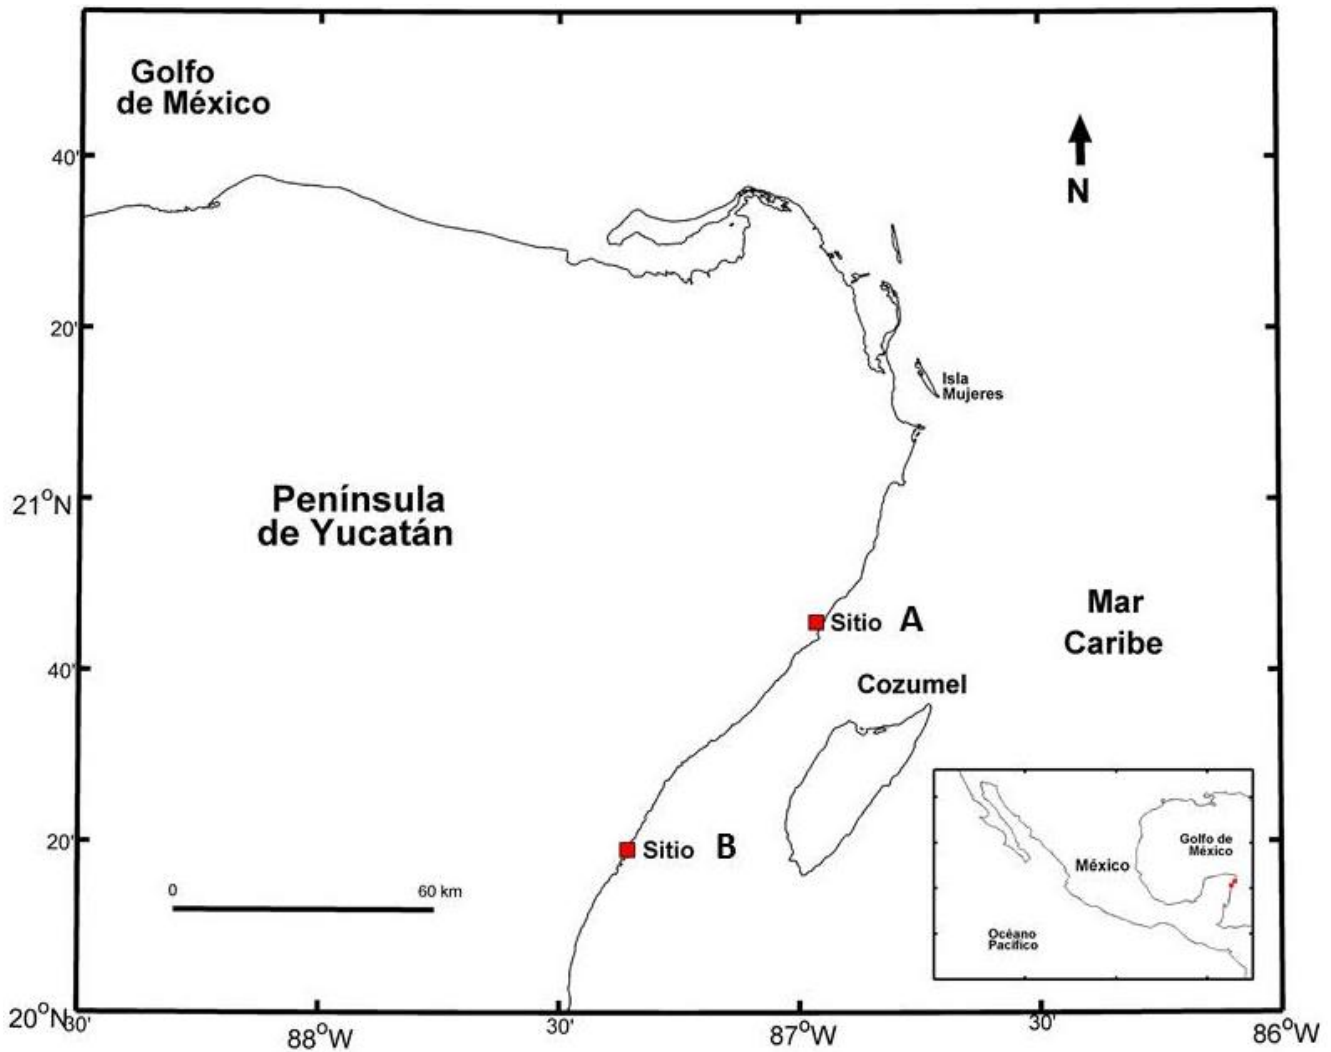 Golfo
de México
40'
N
20'
Isla
Mujeres
21°N
Península
de Yucatán
Mar
Caribe
Sitio A
40'
Cozumel
20'
Sitio B
0 60 km
México
Golfo de
México
Océano
Pacífico
20°N
30' 88°W 30' 87°W 30' 86°W